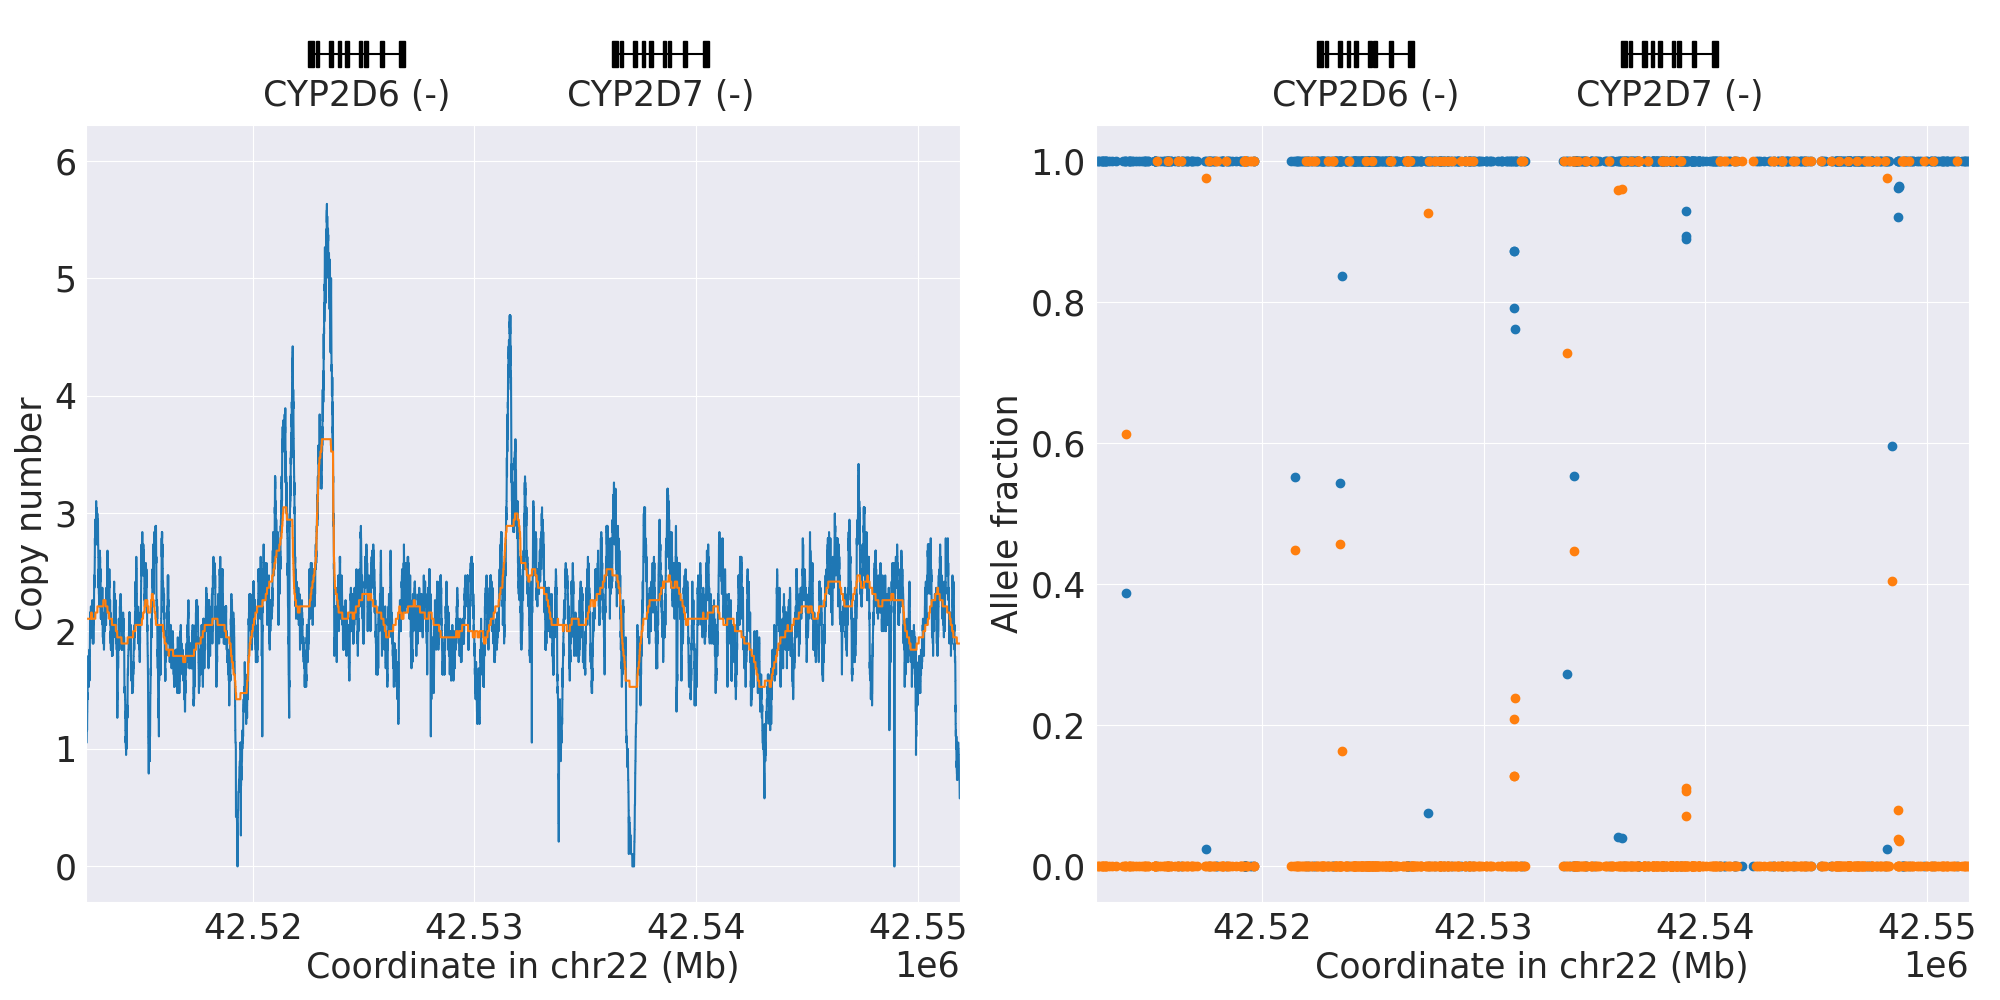 CYP2D6 (-) CYP2D7 (-)
6
5
4
3
2
1
0
Copy number
42.52 42.53 42.54 42.55
Coordinate in chr22 (Mb) 1e6
CYP2D6 (-) CYP2D7 (-)
1.0
0.8
0.6
0.4
0.2
0.0
Allele fraction
42.52 42.53 42.54 42.55
Coordinate in chr22 (Mb) 1e6